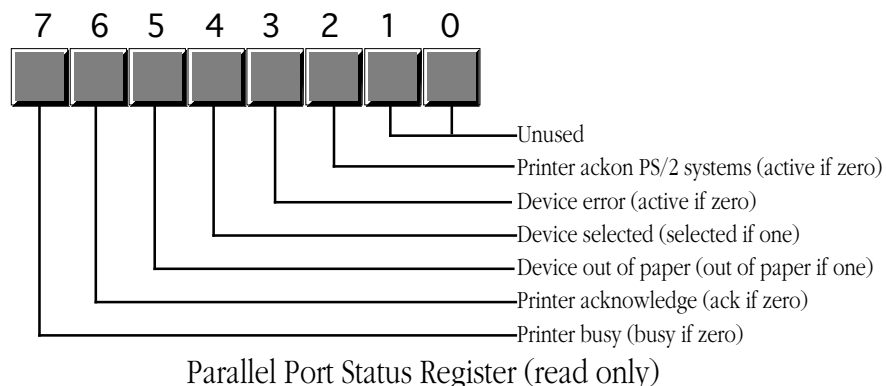 7 6 5 4 3 2 1 0
Unused
Printer ackon PS/2 systems (active if zero)
Device error (active if zero)
Device selected (selected if one)
Device out of paper (out of paper if one)
Printer acknowledge (ack if zero)
Printer busy (busy if zero)
Parallel Port Status Register (read only)